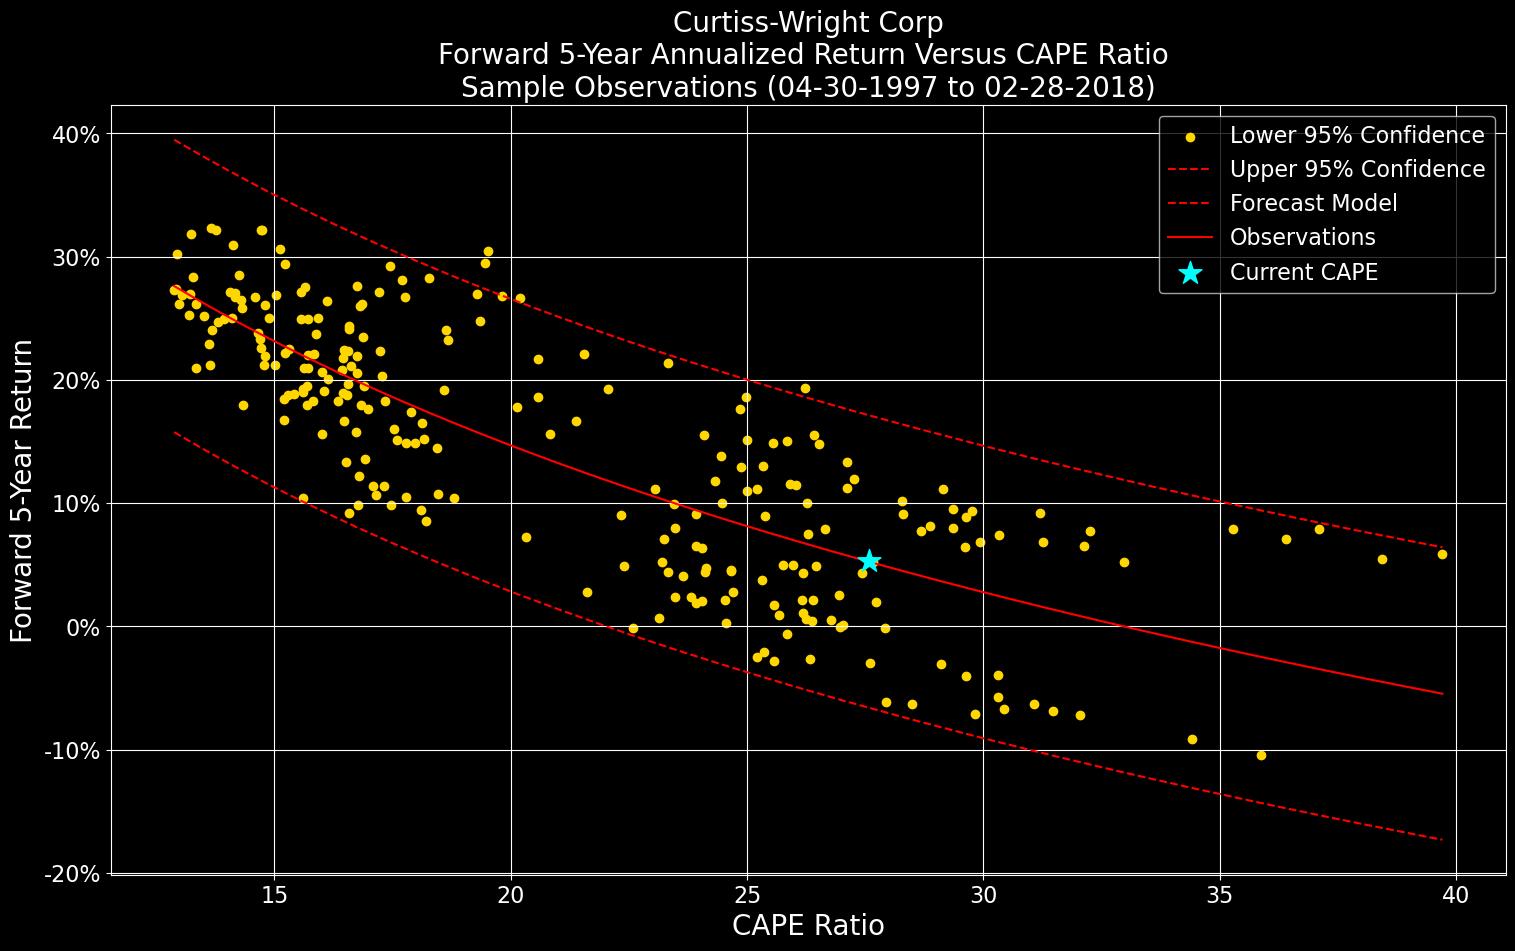 Curtiss-Wright Corp
Forward 5-Year Annualized Return Versus CAPE Ratio
Sample Observations (04-30-1997 to 02-28-2018)
Lower 95% Confidence
Upper 95% Confidence
Forecast Model
Observations
Current CAPE
Forward 5-Year Return
40%
30%
20%
10%
0%
-10%
-20%
15 20 25 30 35 40
CAPE Ratio